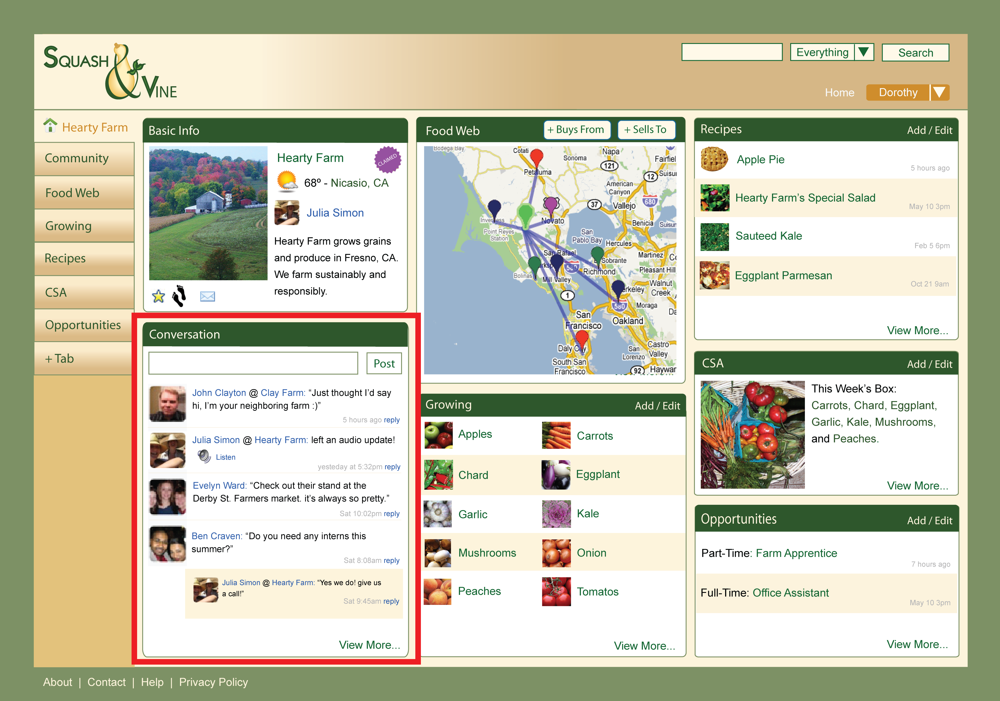 SQUASH & VINE
Everything
Search
Home
Dorothy
Hearty Farm
Community
Food Web
Growing
Recipes
CSA
Opportunities
+ Tab
Basic Info
Hearty Farm
CLAIMED
68º - Nicasio, CA
Julia Simon
Hearty Farm grows grains
and produce in Fresno, CA.
We farm sustainably and
responsibly.
Conversation
Post
John Clayton @ Clay Farm: “Just thought I’d say
hi, I’m your neighboring farm :)”
5 hours ago reply
Julia Simon @ Hearty Farm: left an audio update!
Listen
yesteday at 5:32pm reply
Evelyn Ward: “Check out their stand at the
Derby St. Farmers market. it’s always so pretty.”
Sat 10:02pm reply
Ben Craven: “Do you need any interns this
summer?”
Sat 8:08am reply
Julia Simon @ Hearty Farm: “Yes we do! give us
a call!”
Sat 9:45am reply
View More...
Food Web
+ Buys From
+ Sells To
Bodega Bay
Cotati
Napa
Sonoma
121
12
Petaluma
American
Canyon
37
Vallejo
680
Novato
Benicia
Point Reyes
Station
San
Pablo Bay
Hercules
San Rafael
Martinez
Sobrante
580
Richmond
Pleasant Hill
Bolinas
Mill Valley
Walnut
Creek
1
580
Moraga
San
Francisco
Oakland
Daly City
San
Lorenzo
Castro
Valley
South San
Francisco
92
Growing
Add / Edit
Apples
Carrots
Chard
Eggplant
Garlic
Kale
Mushrooms
Onion
Peaches
Tomatos
View More...
Recipes
Add / Edit
Apple Pie
5 hours ago
Hearty Farm’s Special Salad
May 10 3pm
Sauteed Kale
Feb 5 6pm
Eggplant Parmesan
Oct 21 9am
View More...
CSA
Add / Edit
This Week’s Box:
Carrots, Chard, Eggplant,
Garlic, Kale, Mushrooms,
and Peaches.
View More...
Opportunities
Add / Edit
Part-Time: Farm Apprentice
7 hours ago
Full-Time: Office Assistant
May 10 3pm
View More...
About | Contact | Help | Privacy Policy